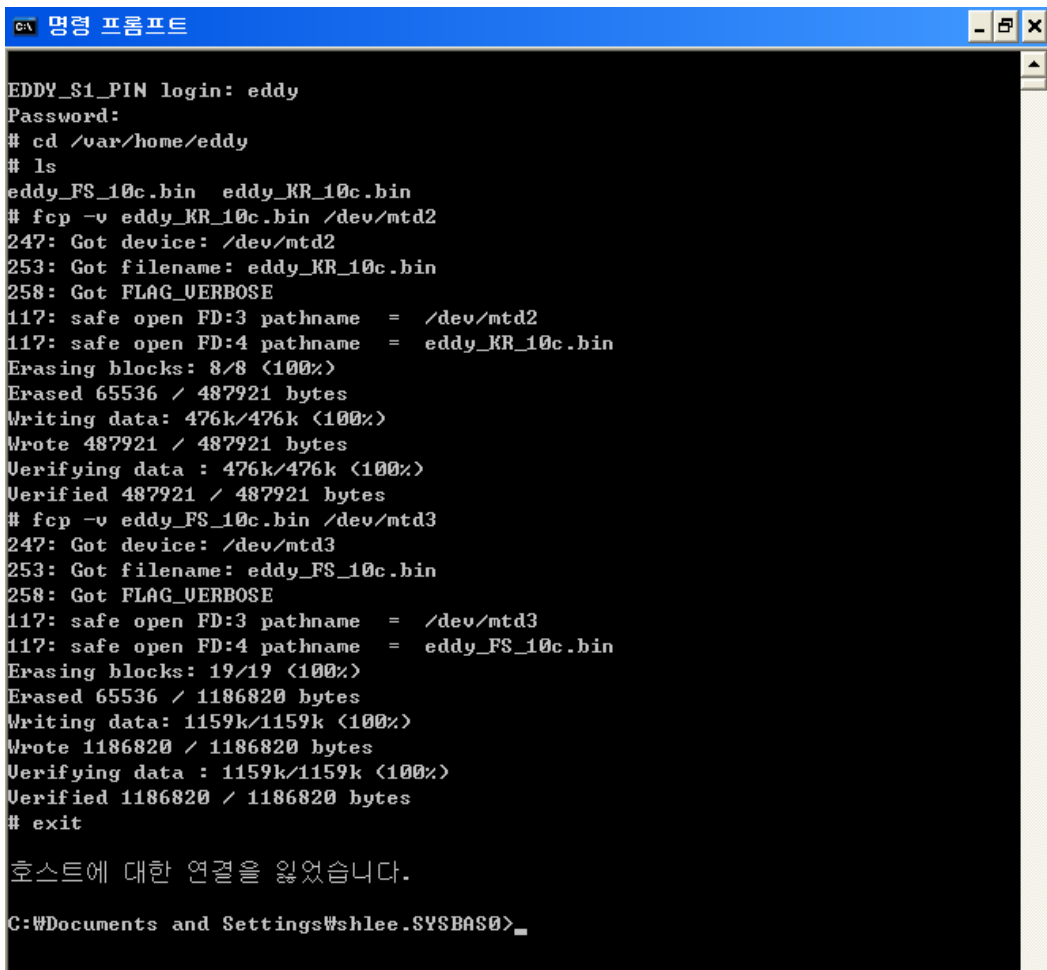 명령 프롬프트
EDDY_S1_PIN login: eddy
Password:
# cd /var/home/eddy
# ls
eddy_FS_10c.bin  eddy_KR_10c.bin
# fcp -v eddy_KR_10c.bin /dev/mtd2
247: Got device: /dev/mtd2
253: Got filename: eddy_KR_10c.bin
258: Got FLAG_VERBOSE
117: safe open FD:3 pathname  =  /dev/mtd2
117: safe open FD:4 pathname  =  eddy_KR_10c.bin
Erasing blocks: 8/8 (100%)
Erased 65536 / 487921 bytes
Writing data: 476k/476k (100%)
Wrote 487921 / 487921 bytes
Verifying data : 476k/476k (100%)
Verified 487921 / 487921 bytes
# fcp -v eddy_FS_10c.bin /dev/mtd3
247: Got device: /dev/mtd3
253: Got filename: eddy_FS_10c.bin
258: Got FLAG_VERBOSE
117: safe open FD:3 pathname  =  /dev/mtd3
117: safe open FD:4 pathname  =  eddy_FS_10c.bin
Erasing blocks: 19/19 (100%)
Erased 65536 / 1186820 bytes
Writing data: 1159k/1159k (100%)
Wrote 1186820 / 1186820 bytes
Verifying data : 1159k/1159k (100%)
Verified 1186820 / 1186820 bytes
# exit
호스트에 대한 연결을 잃었습니다.
C:₩Documents and Settings₩shlee.SYSBAS0>_